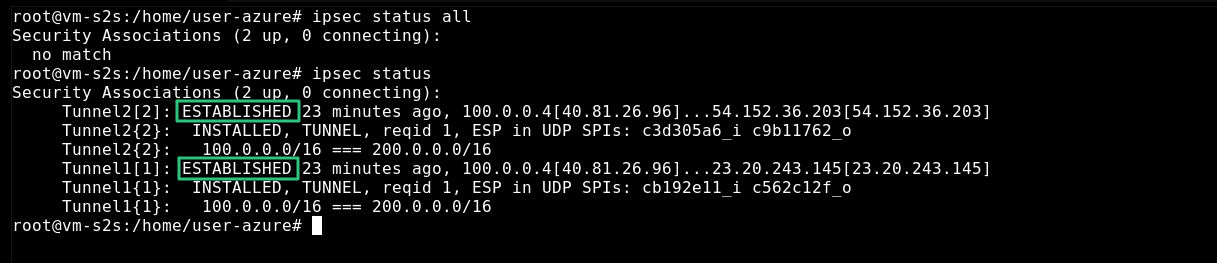 root@vm-s2s:/home/user-azure# ipsec status all
Security Associations (2 up, 0 connecting):
  no match
root@vm-s2s:/home/user-azure# ipsec status
Security Associations (2 up, 0 connecting):
     Tunnel2[2]: ESTABLISHED 23 minutes ago, 100.0.0.4[40.81.26.96]...54.152.36.203[54.152.36.203]
     Tunnel2{2}:  INSTALLED, TUNNEL, reqid 1, ESP in UDP SPIs: c3d305a6_i c9b11762_o
     Tunnel2{2}:   100.0.0.0/16 === 200.0.0.0/16
     Tunnel1[1]: ESTABLISHED 23 minutes ago, 100.0.0.4[40.81.26.96]...23.20.243.145[23.20.243.145]
     Tunnel1{1}:  INSTALLED, TUNNEL, reqid 1, ESP in UDP SPIs: cb192e11_i c562c12f_o
     Tunnel1{1}:   100.0.0.0/16 === 200.0.0.0/16
root@vm-s2s:/home/user-azure#